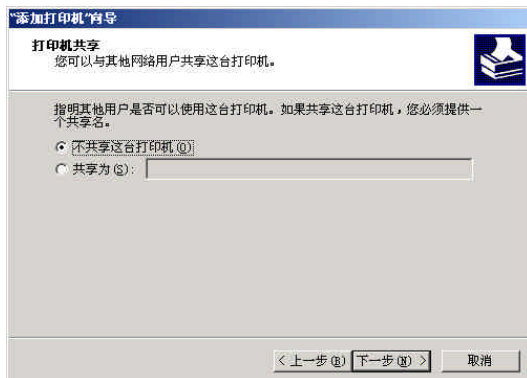 "添加打印机"向导
打印机共享
您可以与其他网络用户共享这台打印机。
指明其他用户是否可以使用这台打印机。如果共享这台打印机，您必须提供一
个共享名。
不共享这台打印机(O)
共享为(S):
< 上一步(B) 下一步(N) > 取消